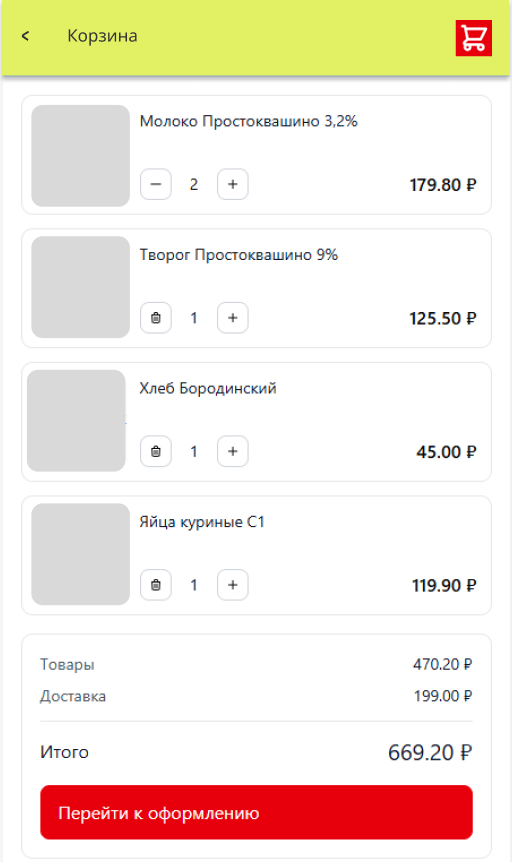 < Корзина
Молоко Простоквашино 3,2%
− 2 + 179.80 ₽
Творог Простоквашино 9%
1 + 125.50 ₽
Хлеб Бородинский
1 + 45.00 ₽
Яйца куриные С1
1 + 119.90 ₽
Товары 470.20 ₽
Доставка 199.00 ₽
Итого 669.20 ₽
Перейти к оформлению